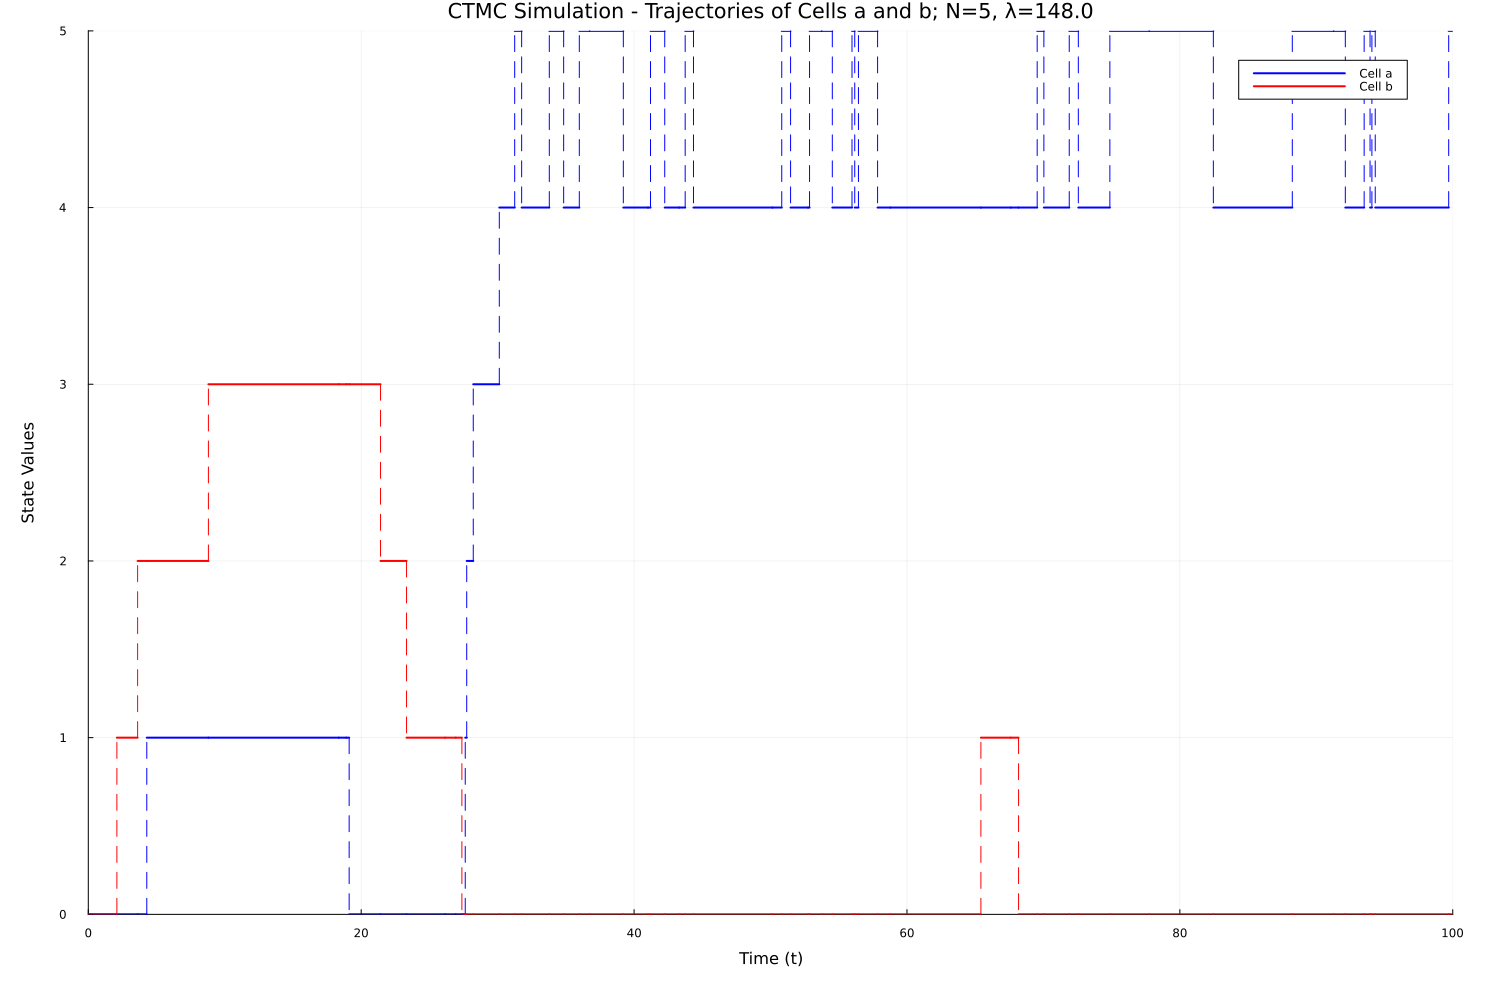 CTMC Simulation - Trajectories of Cells a and b; N=5, λ=148.0
5
Cell a
Cell b
4
3
State Values
2
1
0
0 20 40 60 80 100
Time (t)